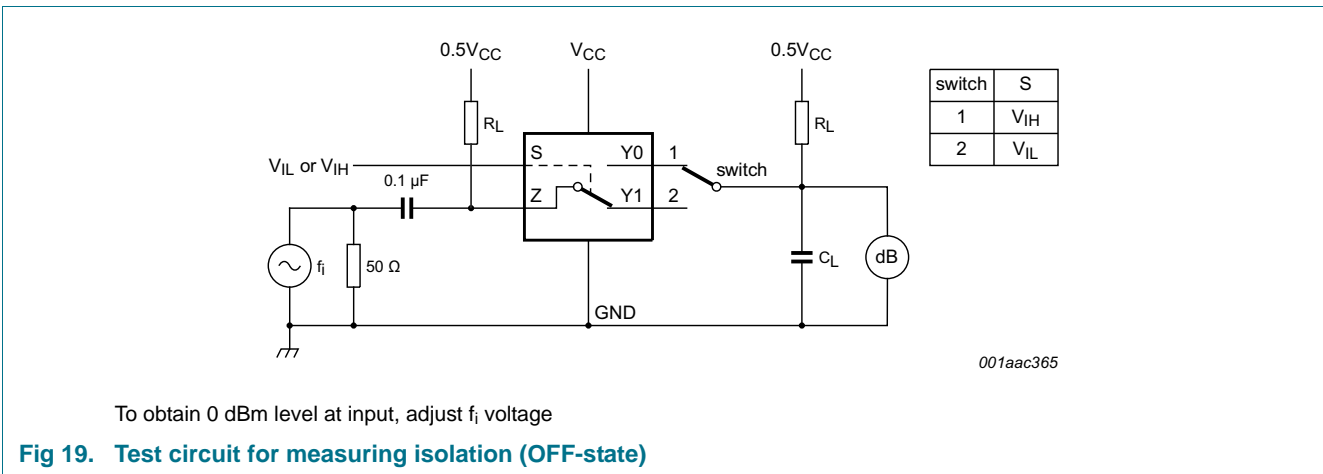 0.5VCC
VCC
0.5VCC
switch S
1 VIH
2 VIL
RL
RL
VIL or VIH
S
Y0
1
switch
0.1 µF
Z
Y1
2
fi
50 Ω
CL
dB
GND
001aac365
To obtain 0 dBm level at input, adjust fi voltage
Fig 19. Test circuit for measuring isolation (OFF-state)